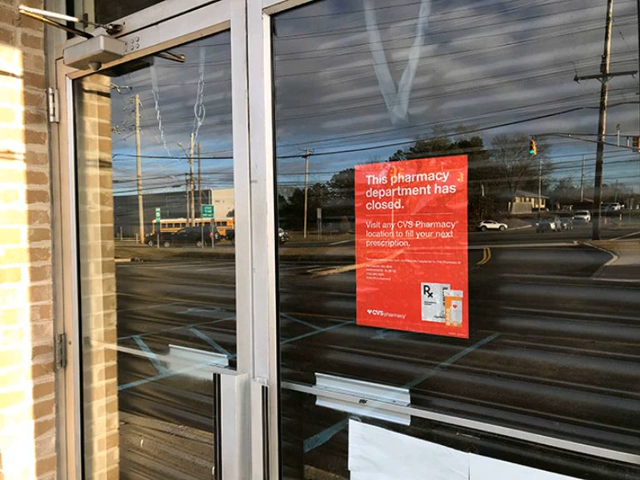 This pharmacy
department has
closed.
Visit any CVS Pharmacy®
location to fill your next
prescription.
Rx
CVS pharmacy